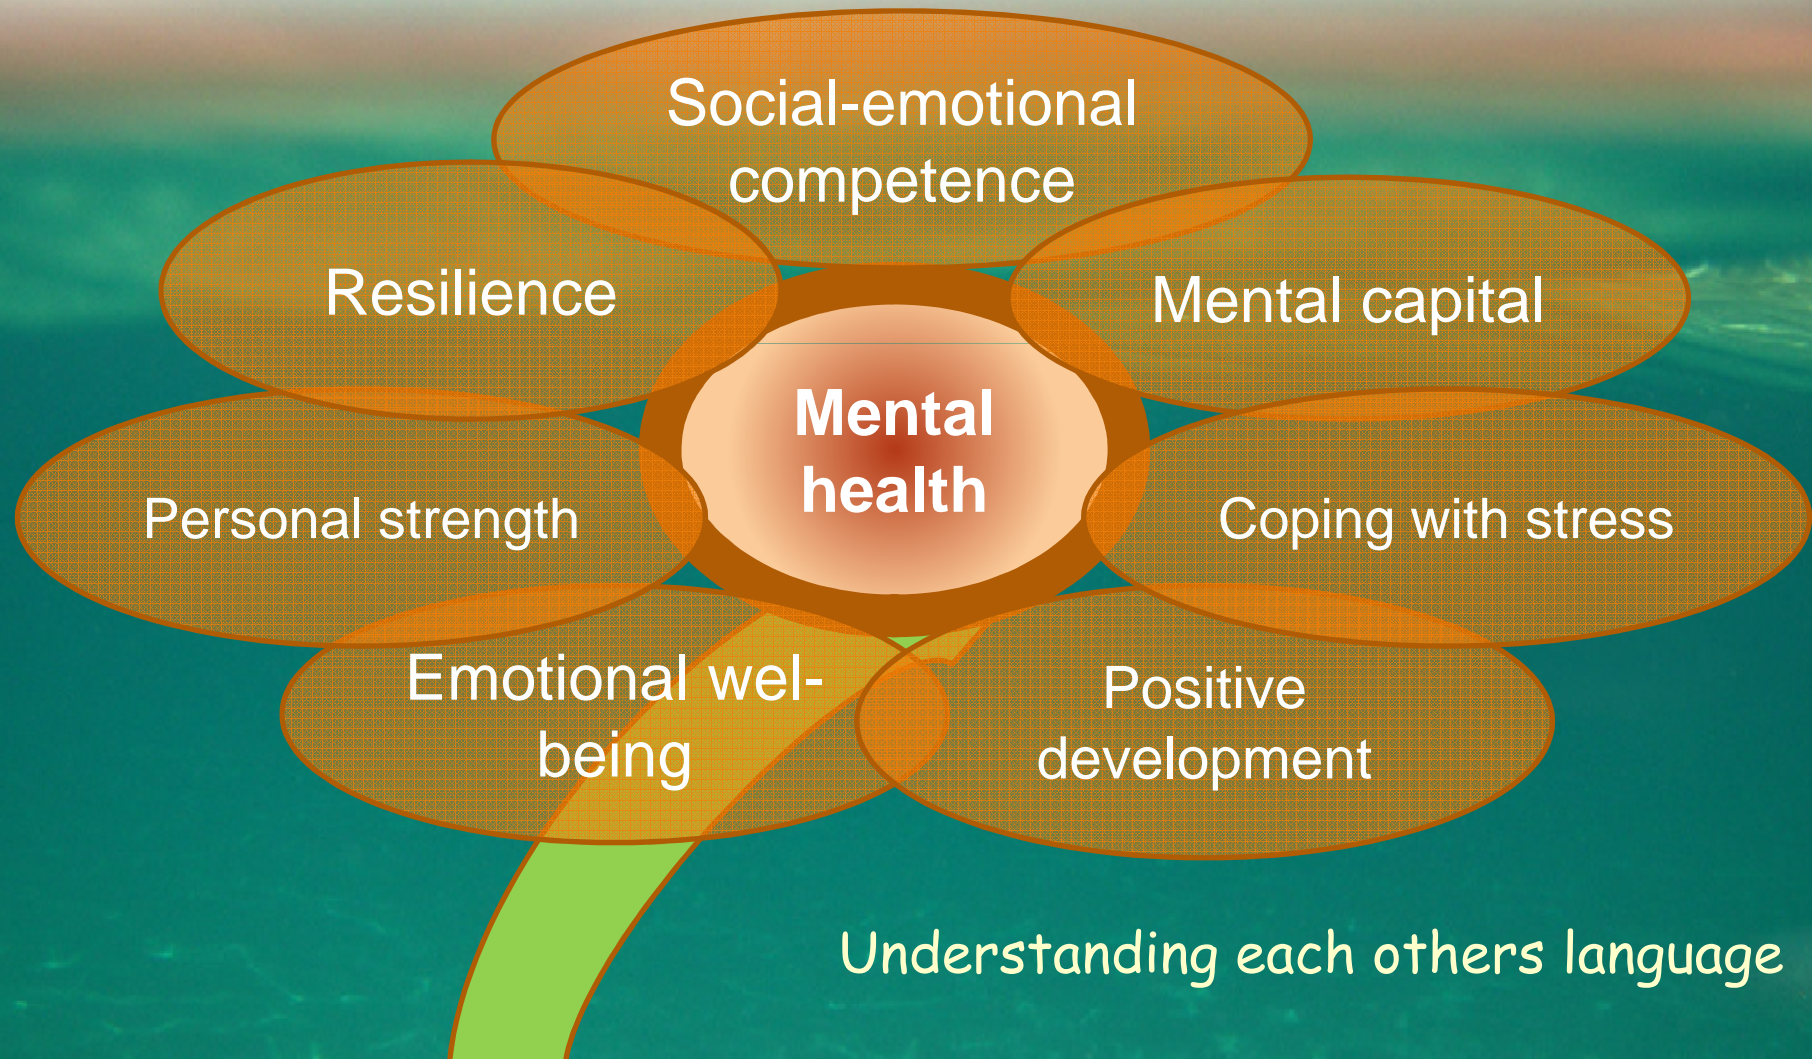 Social-emotional
competence
Resilience
Mental capital
Mental
health
Personal strength
Coping with stress
Emotional wel-
being
Positive
development
Understanding each others language